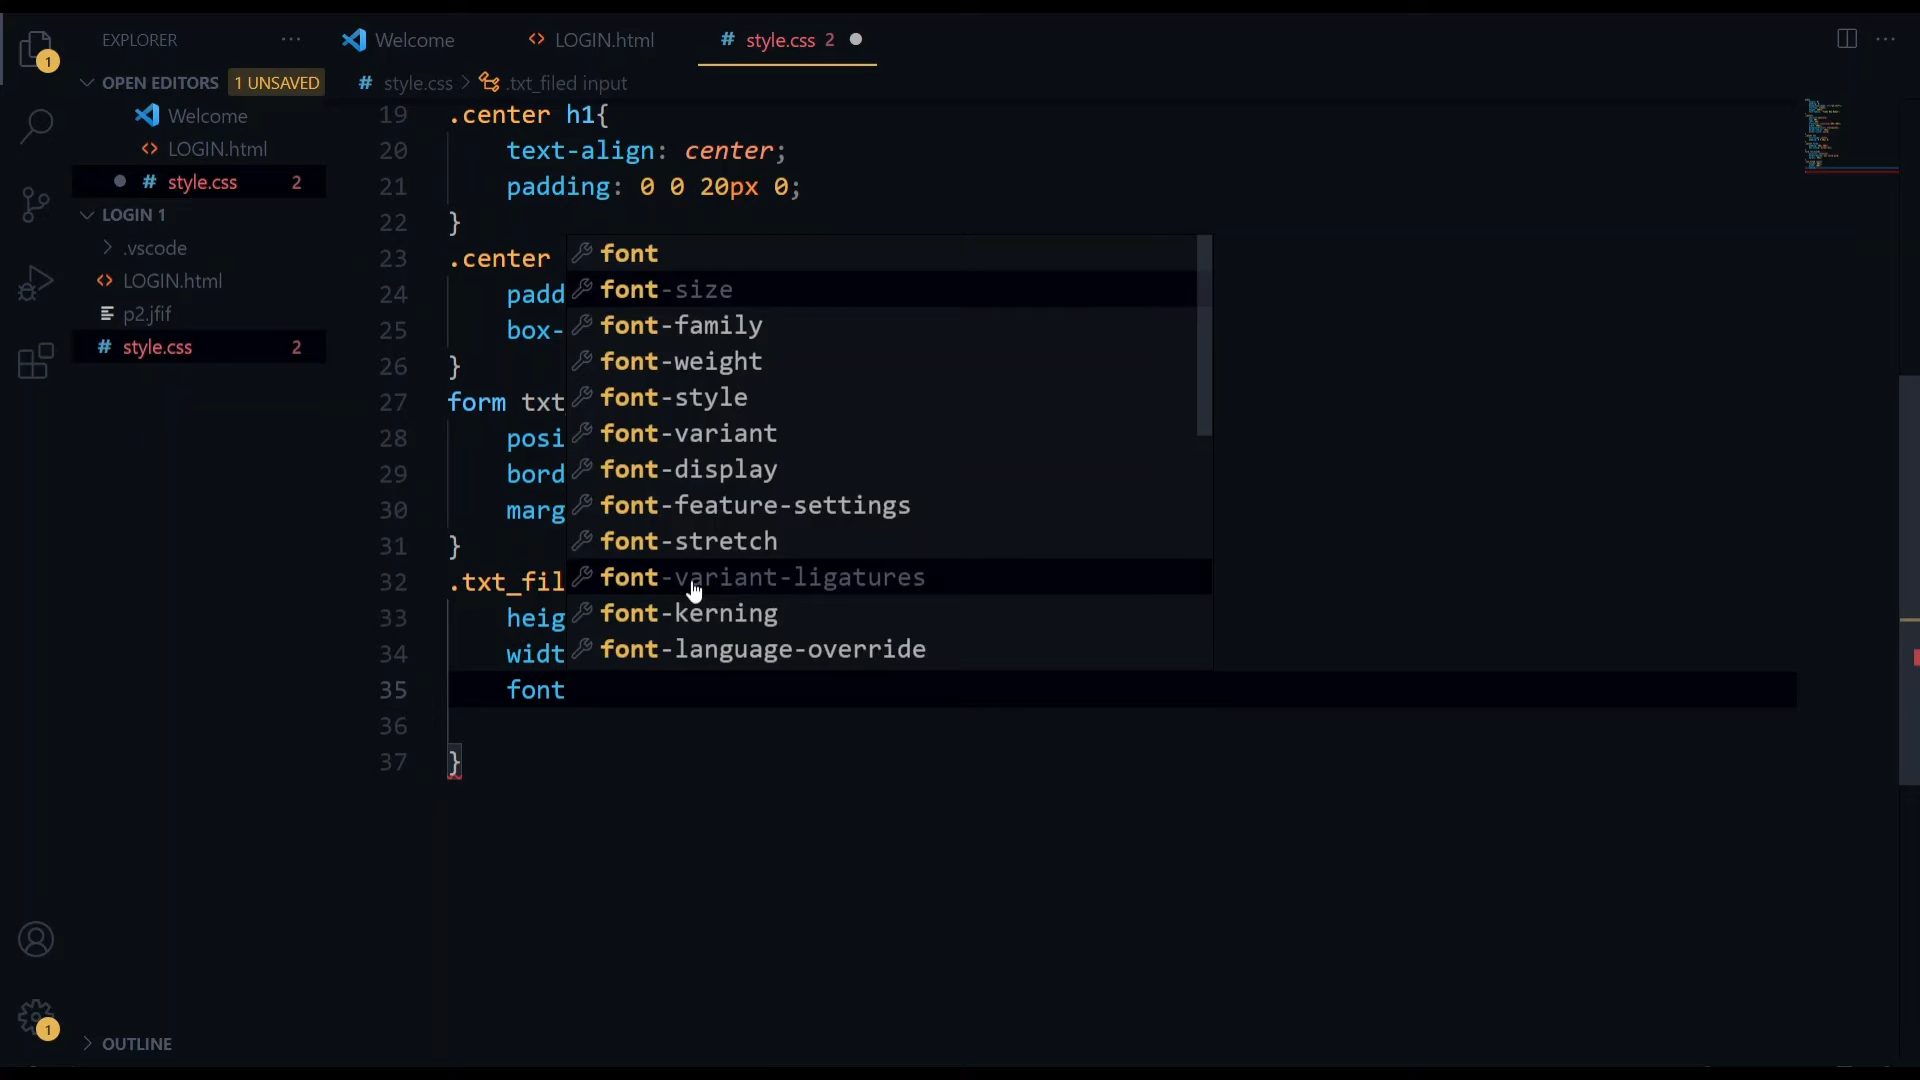 EXPLORER
Welcome
LOGIN.html
style.css 2
OPEN EDITORS 1 UNSAVED
# style.css > .txt_filed input
Welcome
LOGIN.html
# style.css 2
LOGIN 1
.vscode
LOGIN.html
p2.jfif
# style.css 2
OUTLINE
1
1
19 .center h1{
20 text-align: center;
21 padding: 0 0 20px 0;
22 }
23 .center
24 padd
25 box-
26 }
27 form txt
28 posi
29 bord
30 marg
31 }
32 .txt_fil
33 heig
34 widt
35 font
36
37 }
font
font-size
font-family
font-weight
font-style
font-variant
font-display
font-feature-settings
font-stretch
font-variant-ligatures
font-kerning
font-language-override